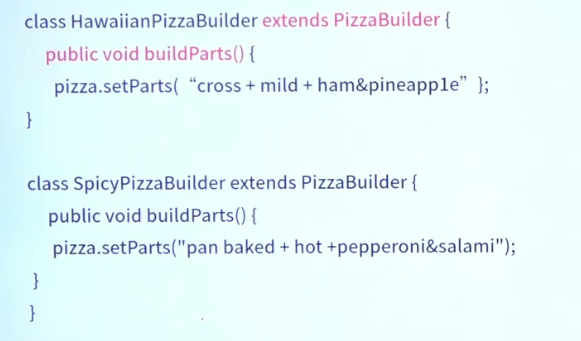 class HawaiianPizzaBuilder extends PizzaBuilder {
public void buildParts() {
pizza.setParts( “cross + mild + ham&pineapp1e” };
}
class SpicyPizzaBuilder extends PizzaBuilder {
public void buildParts() {
pizza.setParts("pan baked + hot +pepperoni&salami");
}
}